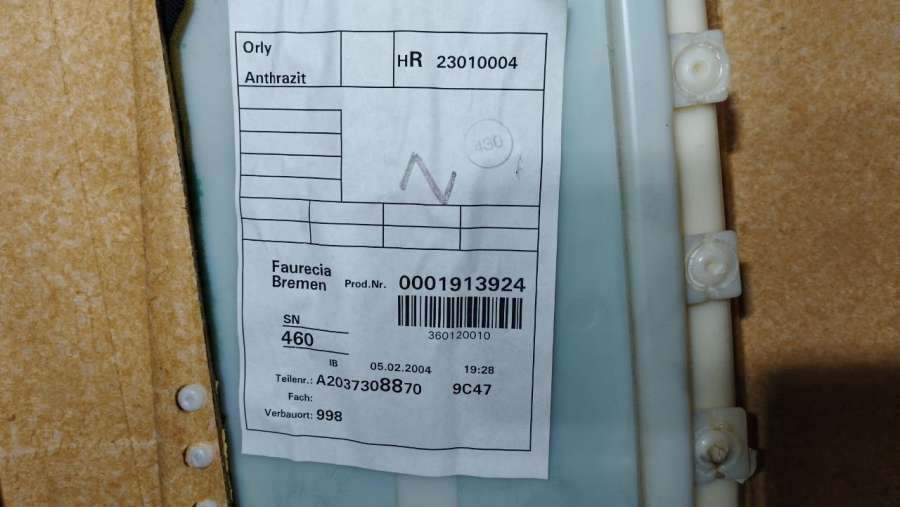 Orly
HR 23010004
Anthrazit
430
N
Faurecia
Bremen
Prod.Nr. 0001913924
360120010
SN
460
IB 05.02.2004 19:28
Teilenr.: A2037308870 9C47
Fach:
Verbauort: 998